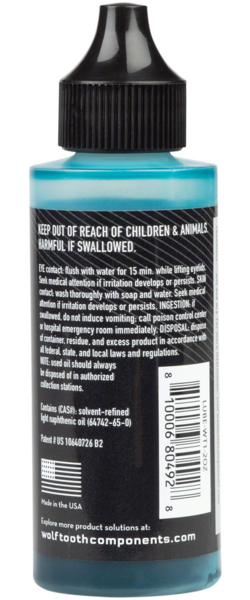 KEEP OUT OF REACH OF CHILDREN & ANIMALS.
HARMFUL IF SWALLOWED.
EYE contact: flush with water for 15 min. while lifting eyelids.
Seek medical attention if irritation develops or persists. SKIN
contact: wash thoroughly with soap and water. Seek medical
attention if irritation develops or persists. INGESTION: if
swallowed, do not induce vomiting; call poison control center
or hospital emergency room immediately. DISPOSAL: dispose
of container, residue, and excess product in accordance with
all federal, state, and local laws and regulations.
NOTE: used oil should always
be disposed of in authorized
collection stations.
Contains (CAS#): solvent-refined
light naphthenic oil (64742-65-0)
Patent # US 10640726 B2
Made in the USA
Explore more product solutions at:
wolftoothcomponents.com
LUBE-WT1-2OZ
8 10006 80492 8